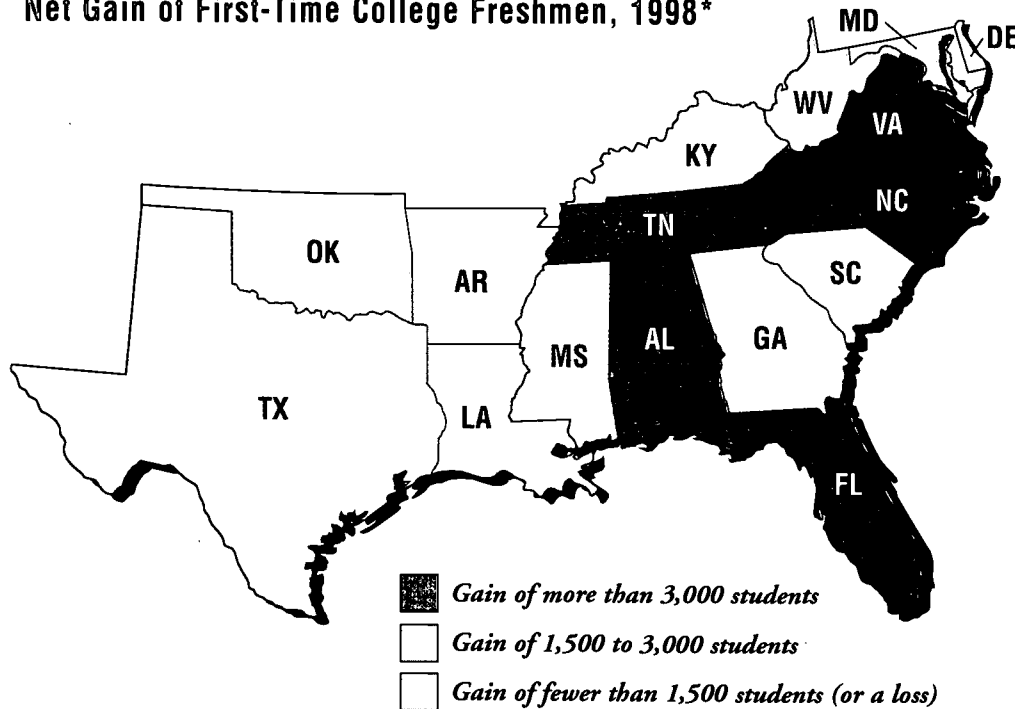 Net Gain of First-Time College Freshmen, 1998*
MD
DE
WV
VA
KY
NC
TN
OK
SC
AR
AL
GA
MS
TX
LA
FL
Gain of more than 3,000 students
Gain of 1,500 to 3,000 students
Gain of fewer than 1,500 students (or a loss)